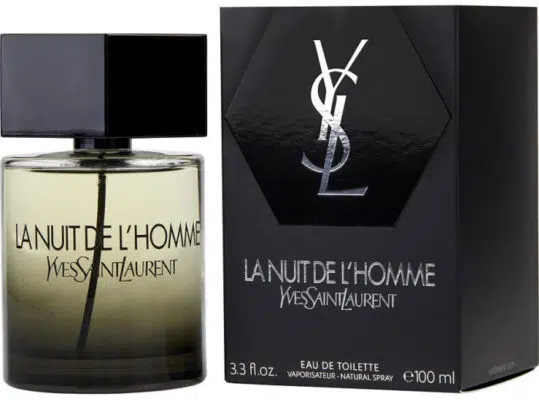 LA NUIT DE L'HOMME
YVESSAINTLAURENT
YSL
LA NUIT DE L'HOMME
YVESSAINTLAURENT
3.3 fl.oz.
EAU DE TOILETTE
VAPORISATEUR - NATURAL SPRAY
℮100 ml